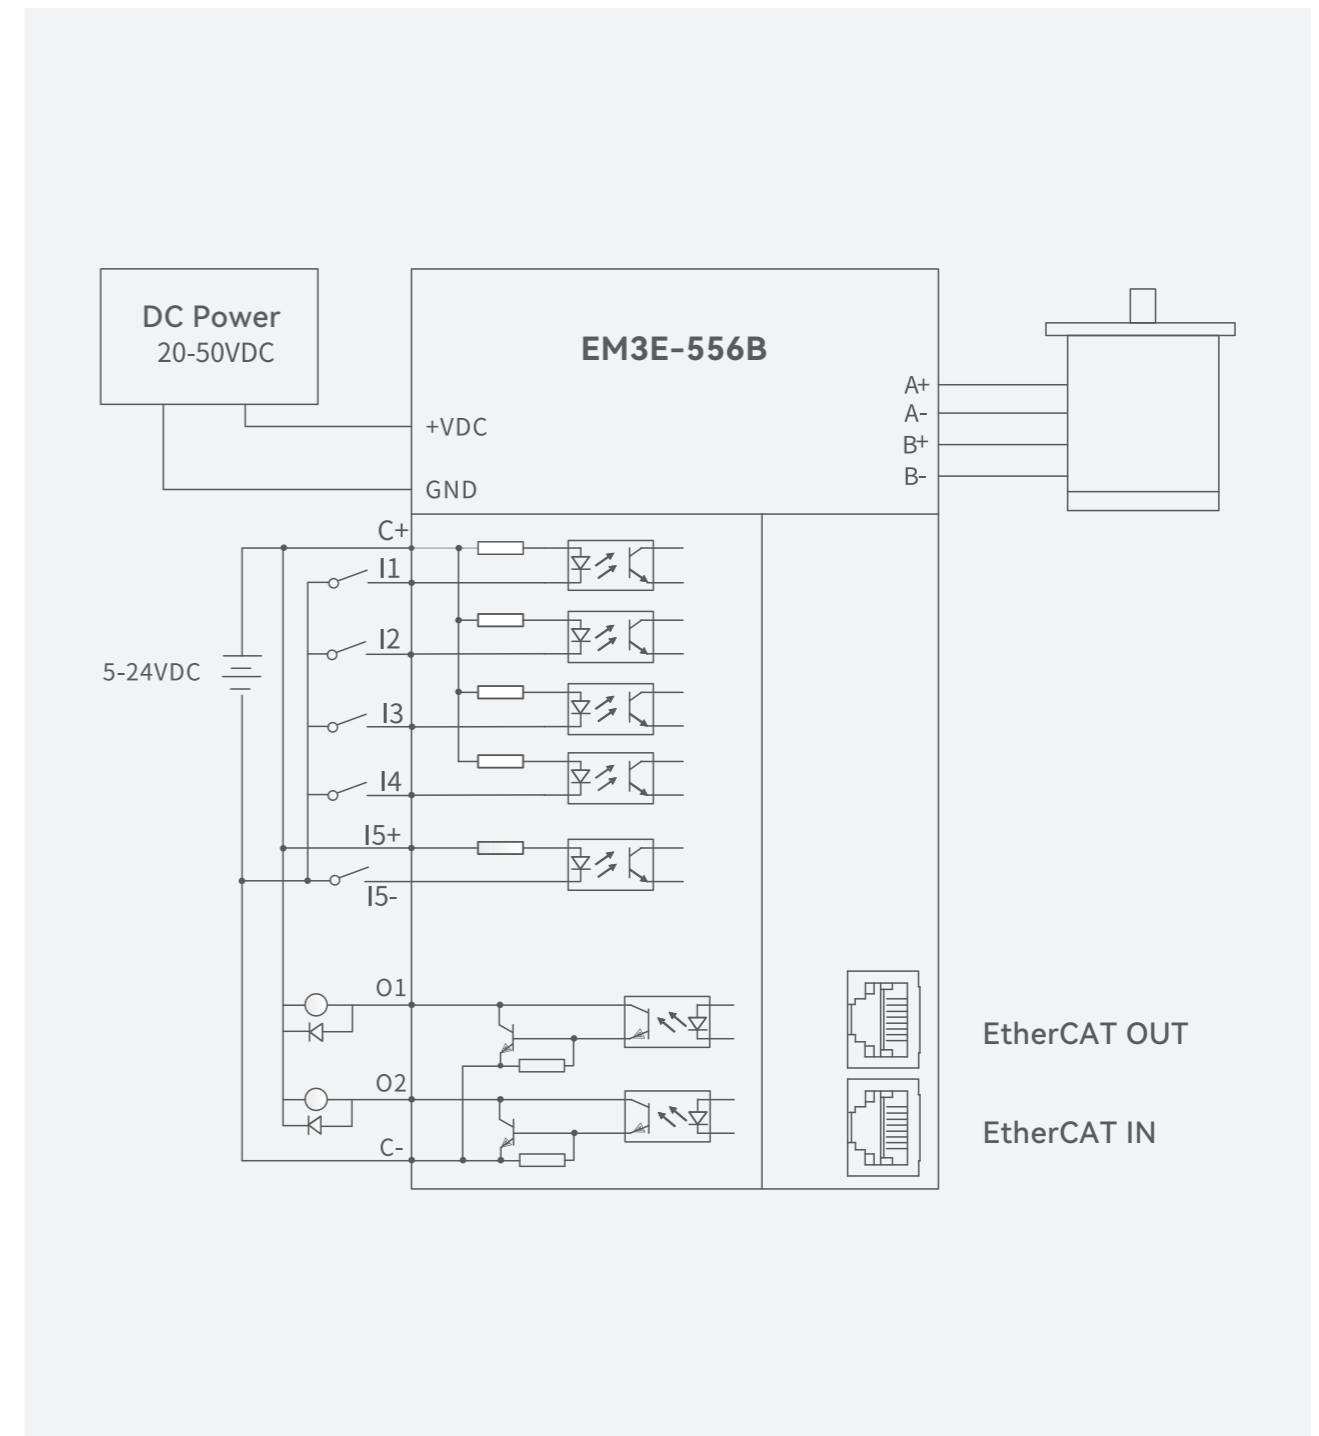 DC Power
20-50VDC
EM3E-556B
A+
A-
B+
B-
+VDC
GND
C+
I1
I2
5-24VDC
I3
I4
I5+
I5-
O1
EtherCAT OUT
O2
EtherCAT IN
C-